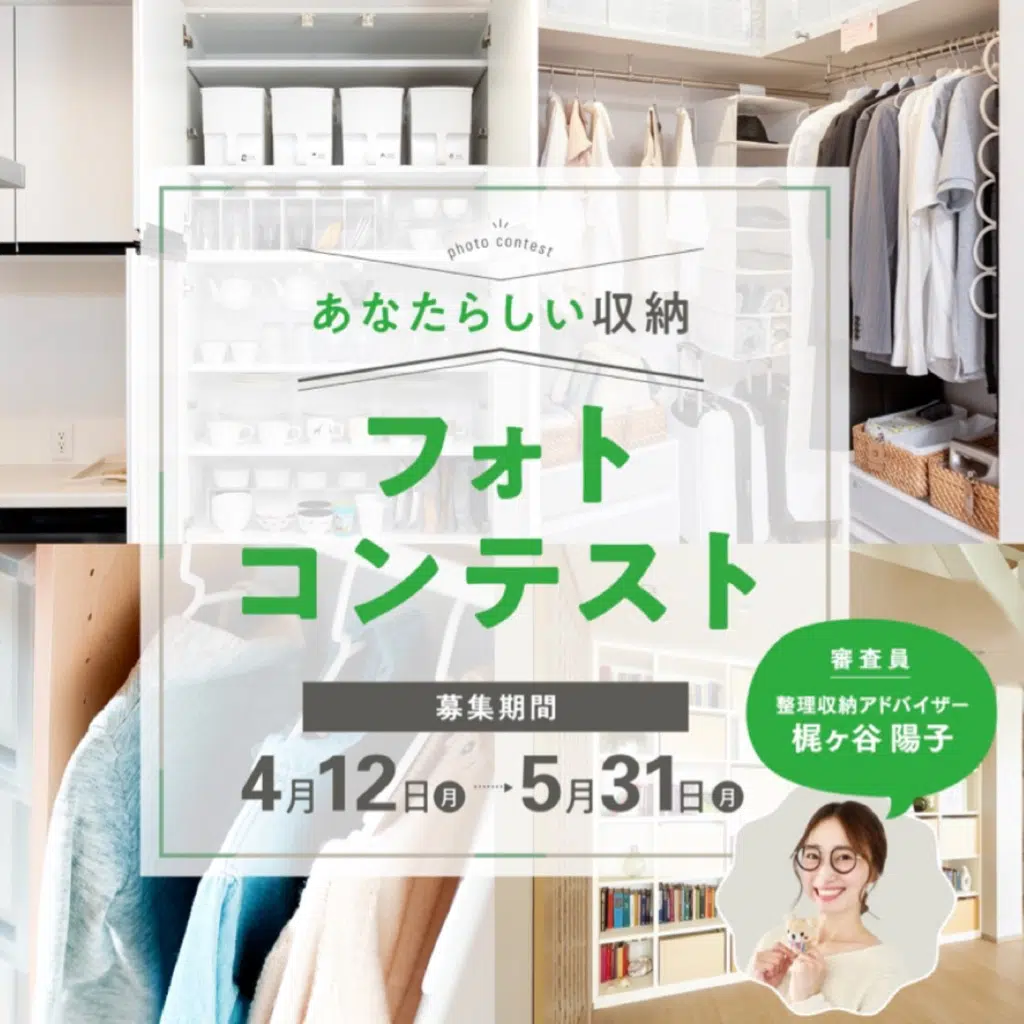 photo contest
あなたらしい収納
フォト
コンテスト
募集期間
4月12日月 5月31日月
審査員
整理収納アドバイザー
梶ヶ谷 陽子